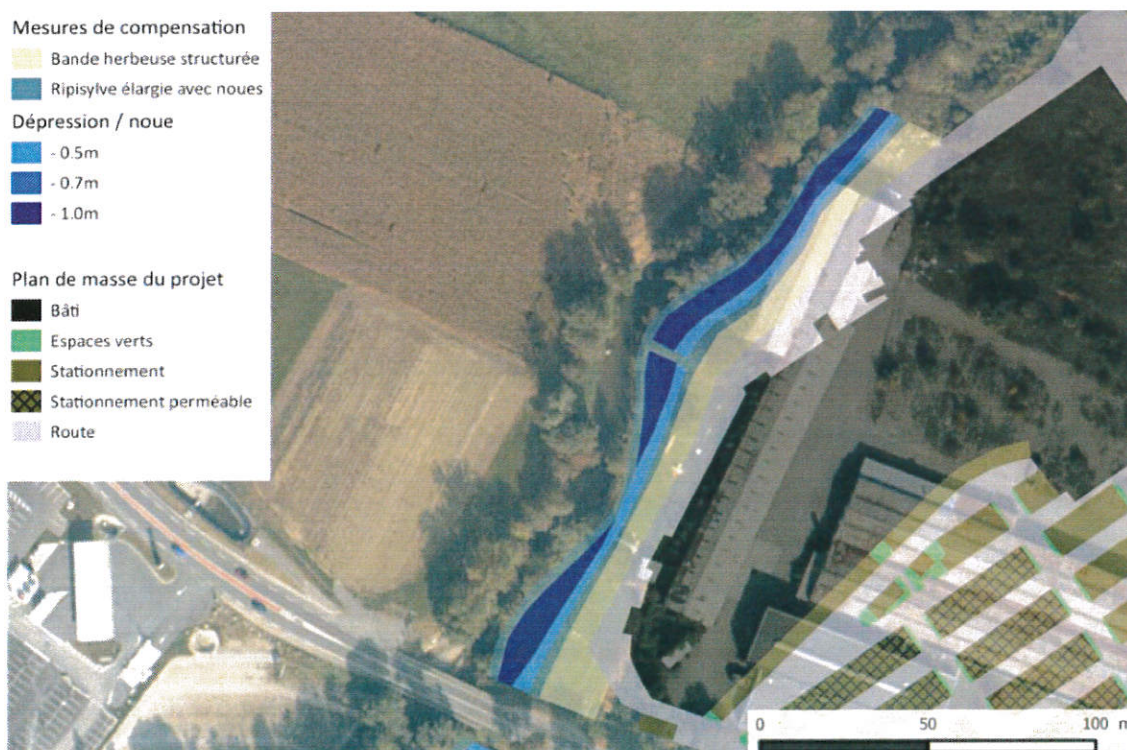 Mesures de compensation
Bande herbeuse structurée
Ripisylve élargie avec noues
Dépression / noue
- 0.5m
- 0.7m
- 1.0m
Plan de masse du projet
Bâti
Espaces verts
Stationnement
Stationnement perméable
Route
0 50 100 m